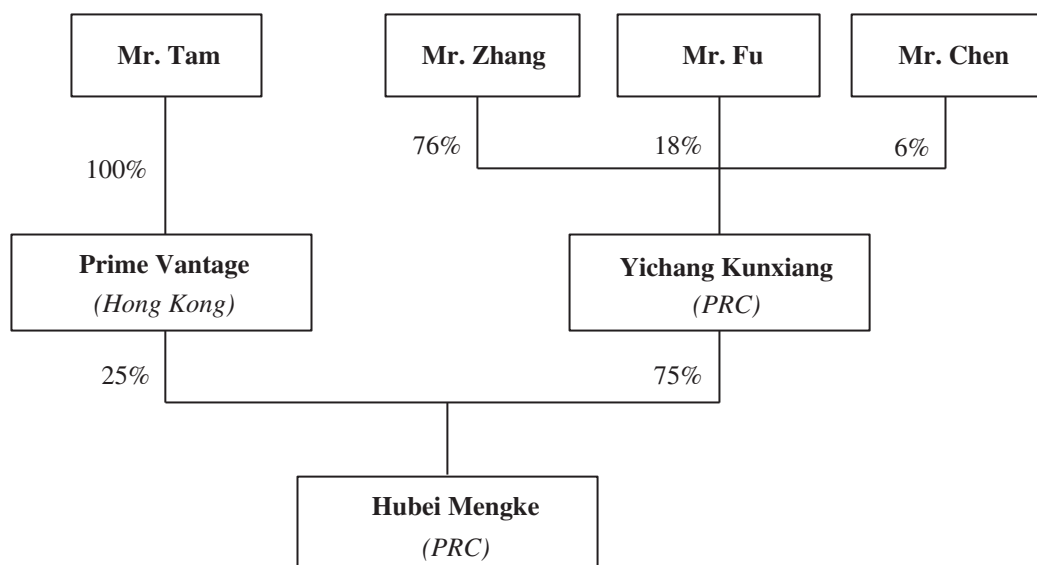 Mr. Tam
Mr. Zhang
Mr. Fu
Mr. Chen
76%
18%
6%
100%
Prime Vantage
(Hong Kong)
Yichang Kunxiang
(PRC)
25%
75%
Hubei Mengke
(PRC)